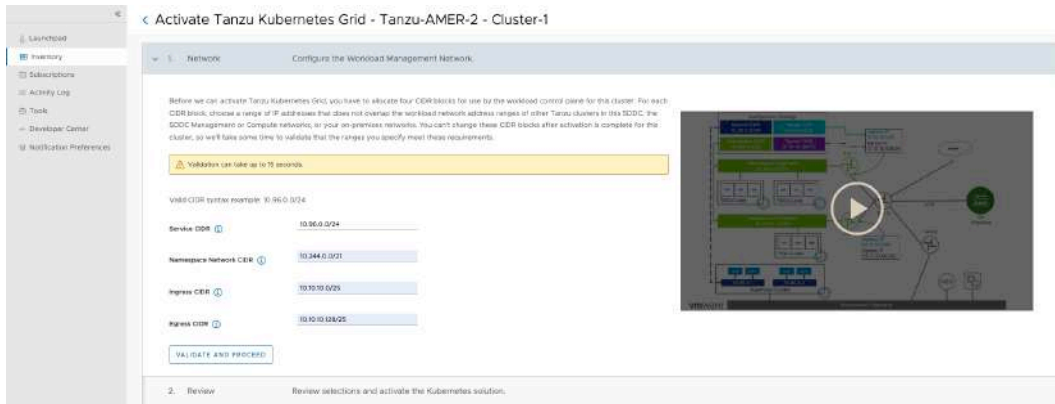 Activate Tanzu Kubernetes Grid - Tanzu-AMER-2 - Cluster-1
Launchpad
Inventory
Subscriptions
Activity Log
Tools
Developer Center
Notification Preferences
1. Network Configure the Workload Management Network.
Before we can activate Tanzu Kubernetes Grid, you have to allocate four CIDR blocks for use by the workload control plane for this cluster. For each
CIDR block, choose a range of IP addresses that does not overlap the workload network address ranges of other Tanzu clusters in this SDDC, the
SDDC Management or Compute networks, or your on-premises networks. You can't change these CIDR blocks after activation is complete for the
cluster, so we'll take some time to validate that the ranges you specify meet these requirements.
Validation can take up to 15 seconds.
Valid CIDR syntax example: 10.96.0.0/24
Service CIDR 10.96.0.0/24
Namespace Network CIDR 10.244.0.0/21
Ingress CIDR 10.10.10.0/25
Egress CIDR 10.10.10.128/25
VALIDATE AND PROCEED
vmware
2. Review Review selections and activate the Kubernetes solution.